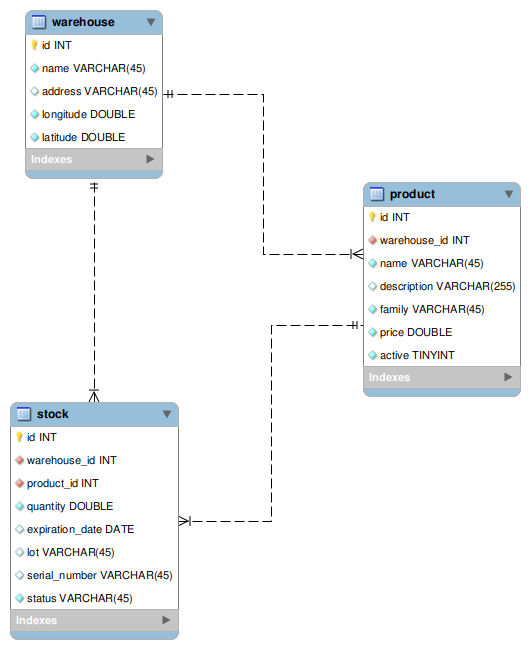 warehouse
id INT
name VARCHAR(45)
address VARCHAR(45)
longitude DOUBLE
latitude DOUBLE
Indexes
product
id INT
warehouse_id INT
name VARCHAR(45)
description VARCHAR(255)
family VARCHAR(45)
price DOUBLE
active TINYINT
Indexes
stock
id INT
warehouse_id INT
product_id INT
quantity DOUBLE
expiration_date DATE
lot VARCHAR(45)
serial_number VARCHAR(45)
status VARCHAR(45)
Indexes